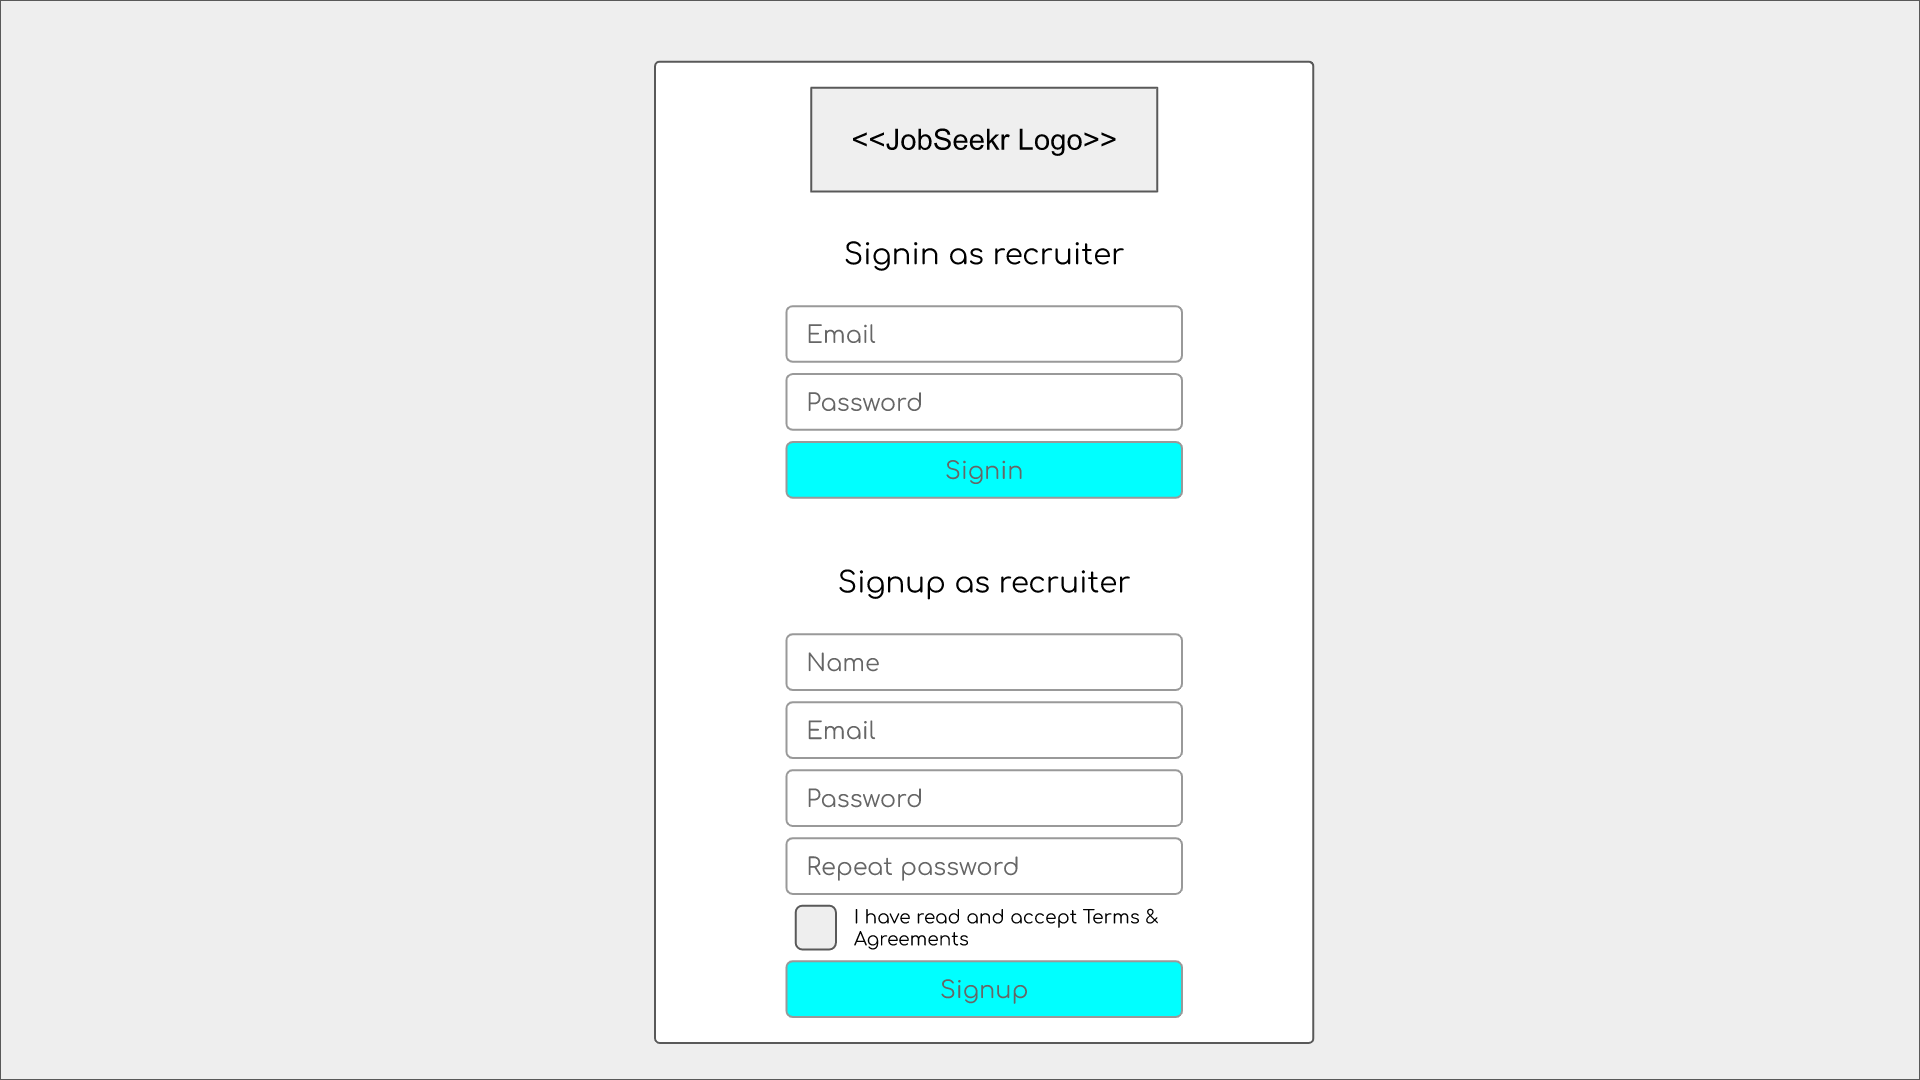 <<JobSeekr Logo>>
Signin as recruiter
Email
Password
Signin
Signup as recruiter
Name
Email
Password
Repeat password
I have read and accept Terms &
Agreements
Signup